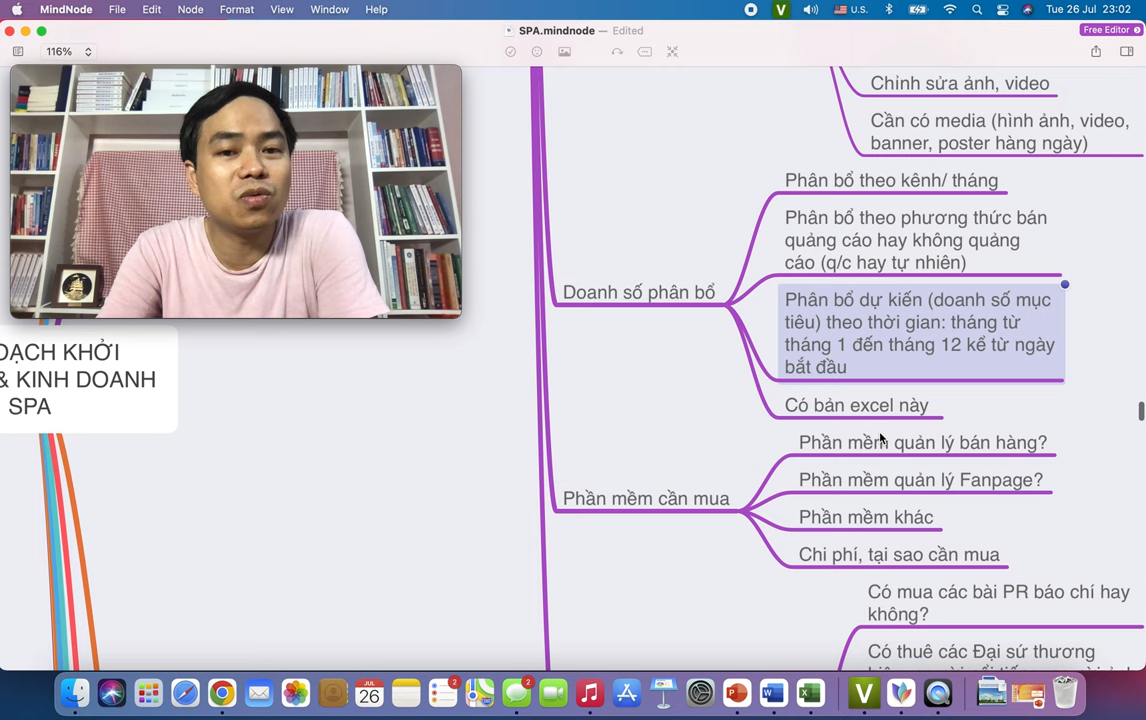 MindNode File Edit Node Format View Window Help
V U.S. Tue 26 Jul 23:02
SPA.mindnode — Edited
Free Editor
116%
Chỉnh sửa ảnh, video
Cần có media (hình ảnh, video,
banner, poster hàng ngày)
Phân bổ theo kênh/ tháng
Phân bổ theo phương thức bán
quảng cáo hay không quảng
cáo (q/c hay tự nhiên)
Doanh số phân bổ
Phân bổ dự kiến (doanh số mục
tiêu) theo thời gian: tháng từ
tháng 1 đến tháng 12 kể từ ngày
bắt đầu
Có bản excel này
OẠCH KHỞI
& KINH DOANH
SPA
Phần mềm quản lý bán hàng?
Phần mềm quản lý Fanpage?
Phần mềm cần mua
Phần mềm khác
Chi phí, tại sao cần mua
Có mua các bài PR báo chí hay
không?
Có thuê các Đại sứ thương
JUL
26
2
2
V